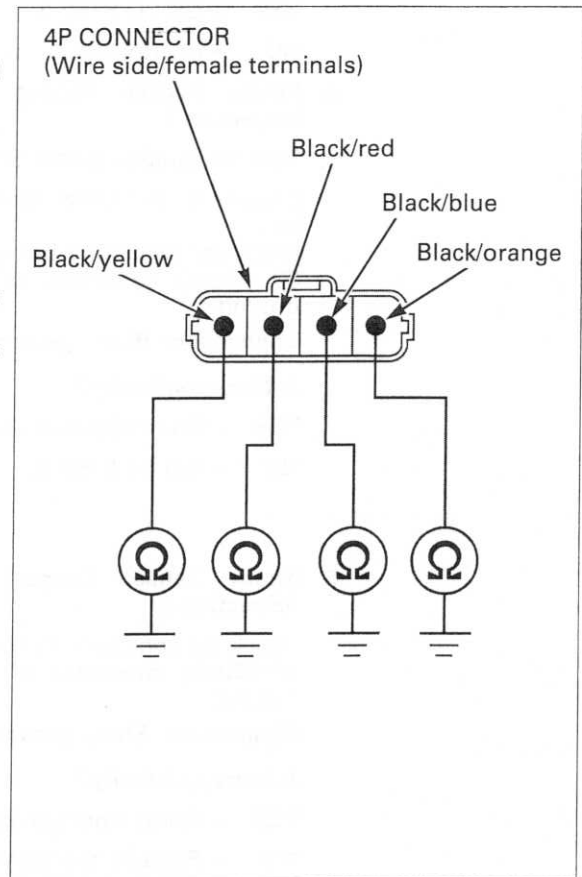 4P CONNECTOR
(Wire side/female terminals)
Black/red
Black/blue
Black/yellow
Black/orange
Ω Ω Ω Ω